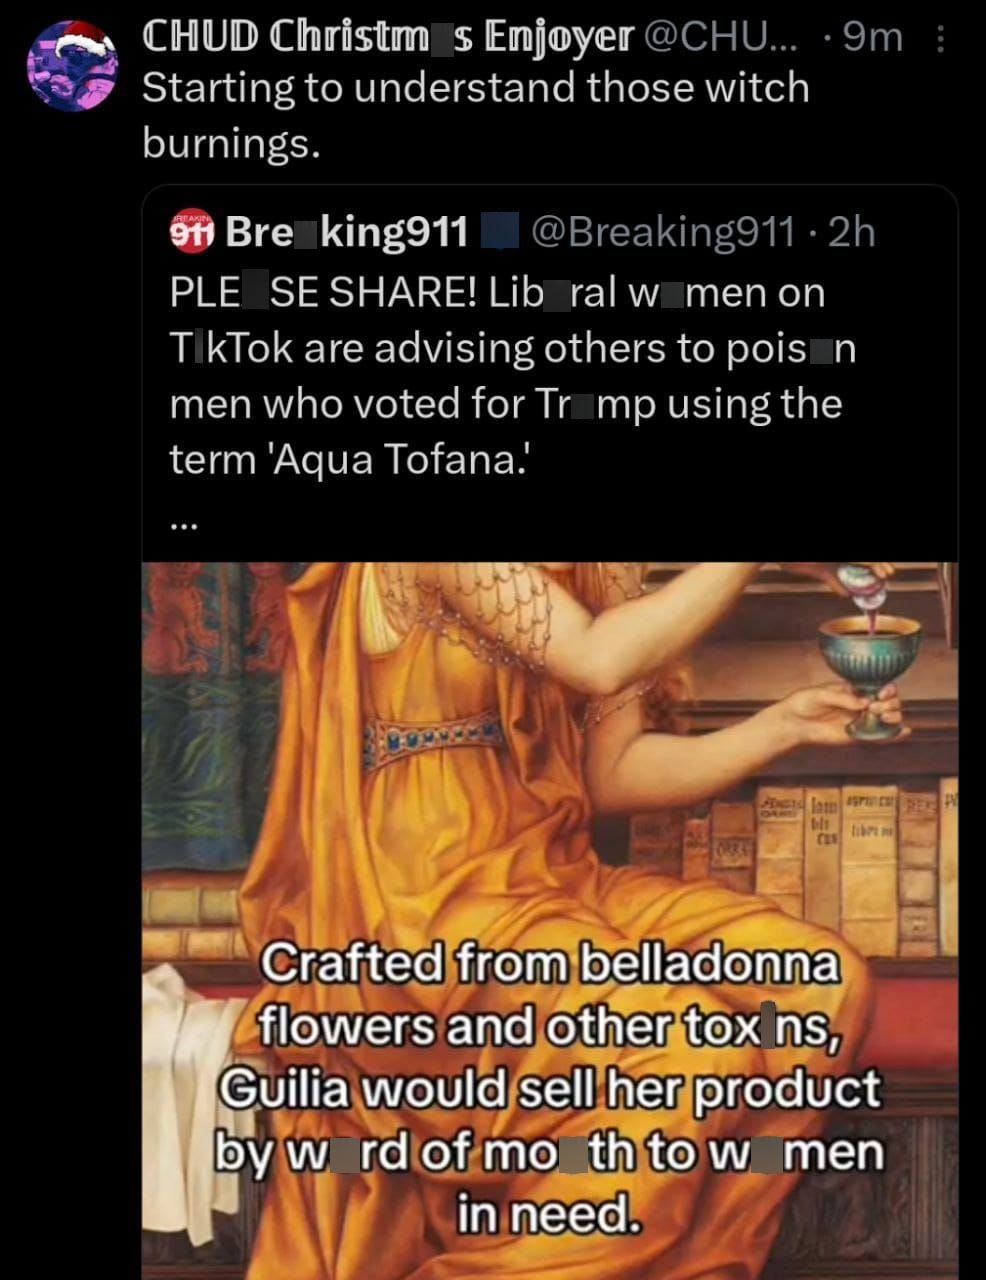 CHUD Christm s Enjoyer @CHU... · 9m
Starting to understand those witch
burnings.
911 Bre king911 @Breaking911 · 2h
PLE SE SHARE! Lib ral w men on
T kTok are advising others to pois n
men who voted for Tr mp using the
term 'Aqua Tofana.'
...
Crafted from belladonna
flowers and other tox ns,
Guilia would sell her product
by w rd of mo th to w men
in need.